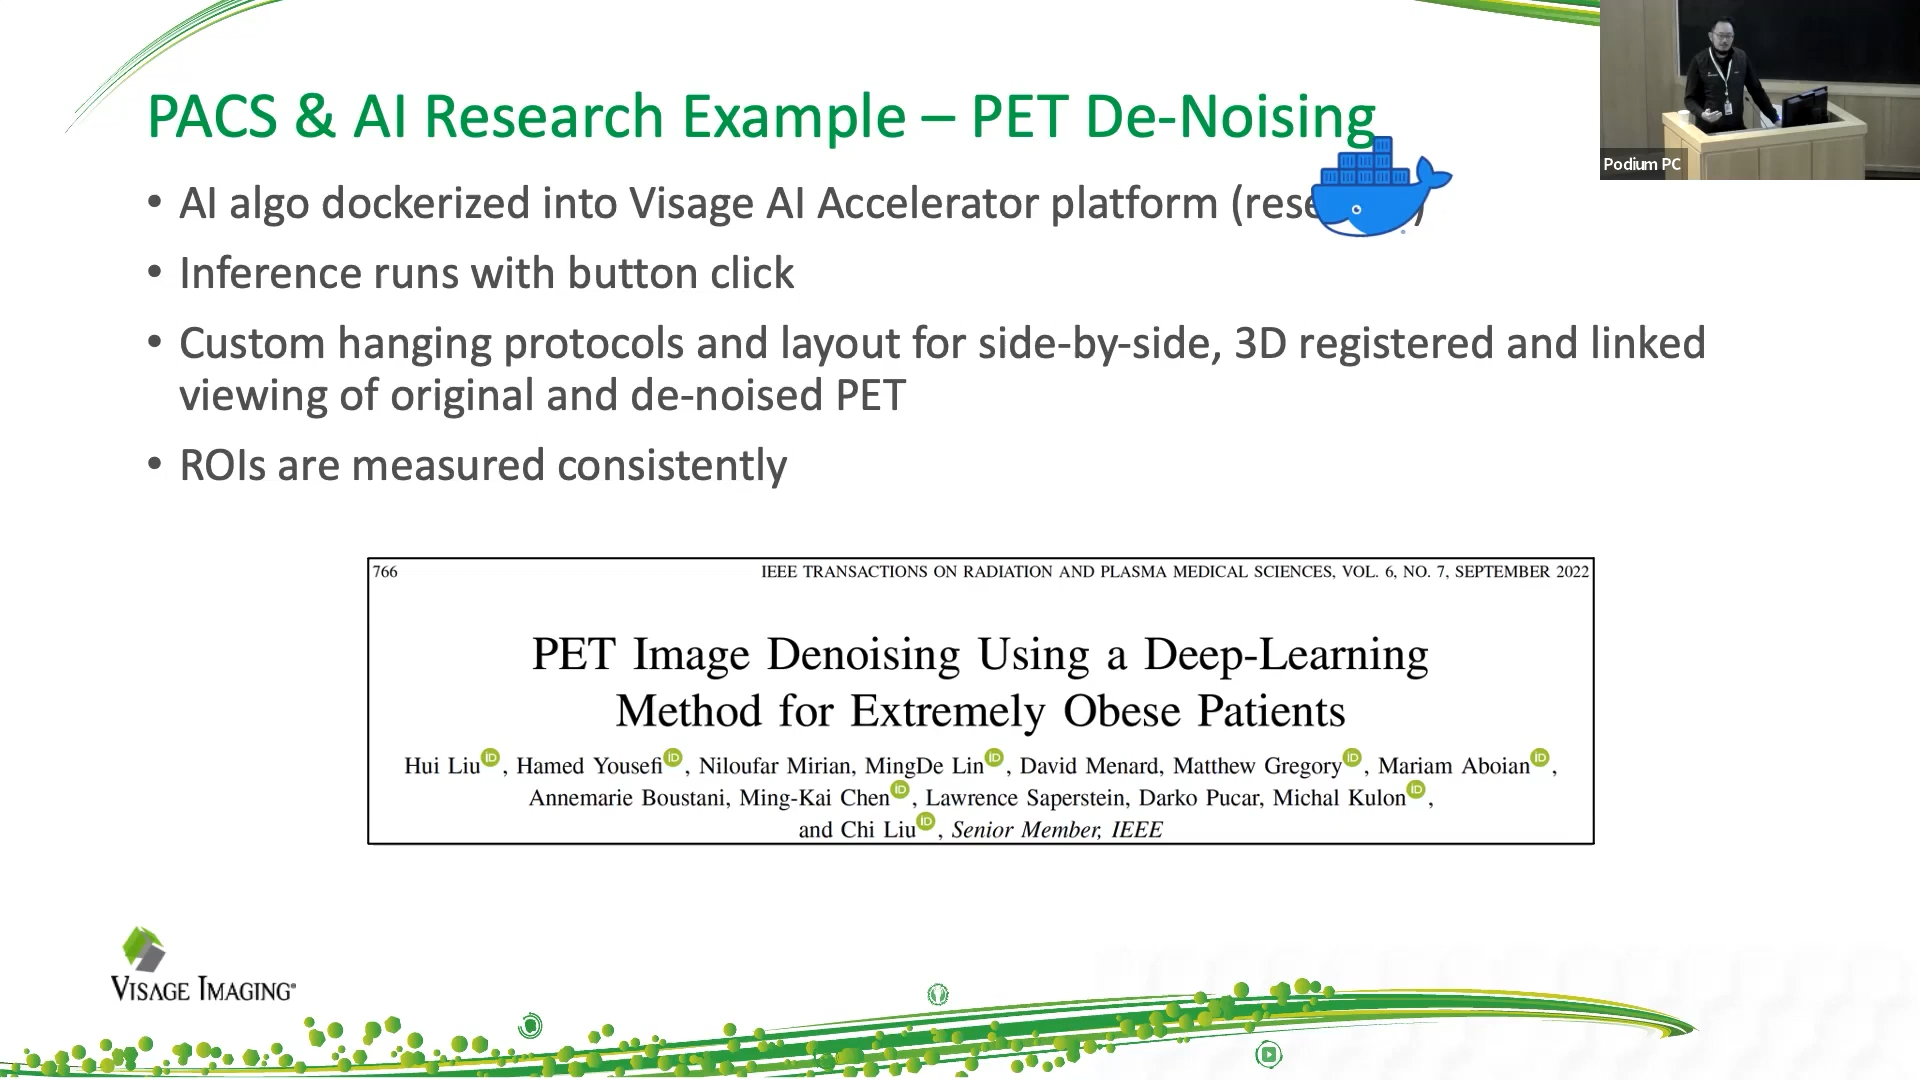 PACS & AI Research Example – PET De-Noising
Podium PC
• AI algo dockerized into Visage AI Accelerator platform (rese )
• Inference runs with button click
• Custom hanging protocols and layout for side-by-side, 3D registered and linked
viewing of original and de-noised PET
• ROIs are measured consistently
766 IEEE TRANSACTIONS ON RADIATION AND PLASMA MEDICAL SCIENCES, VOL. 6, NO. 7, SEPTEMBER 2022
PET Image Denoising Using a Deep-Learning
Method for Extremely Obese Patients
Hui Liu, Hamed Yousefi, Niloufar Mirian, MingDe Lin, David Menard, Matthew Gregory, Mariam Aboian,
Annemarie Boustani, Ming-Kai Chen, Lawrence Saperstein, Darko Pucar, Michal Kulon,
and Chi Liu, Senior Member, IEEE
VISAGE IMAGING®